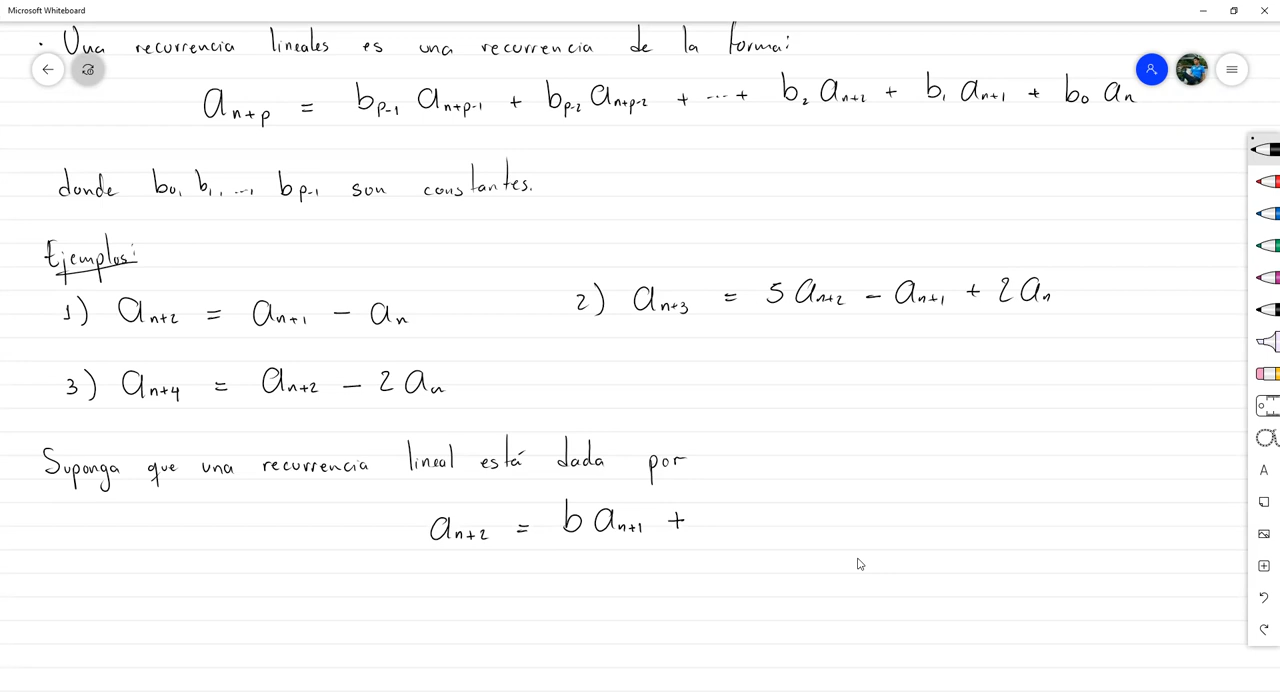 Microsoft Whiteboard
· Una recurrencia lineales es una recurrencia de la forma:
a_{n+p} = b_{p-1} a_{n+p-1} + b_{p-2} a_{n+p-2} + ... + b_2 a_{n+2} + b_1 a_{n+1} + b_0 a_n
donde b_0, b_1, ..., b_{p-1} son constantes.
Ejemplos:
1) a_{n+2} = a_{n+1} - a_n
2) a_{n+3} = 5 a_{n+2} - a_{n+1} + 2 a_n
3) a_{n+4} = a_{n+2} - 2 a_n
Suponga que una recurrencia lineal está dada por
a_{n+2} = b a_{n+1} +
A